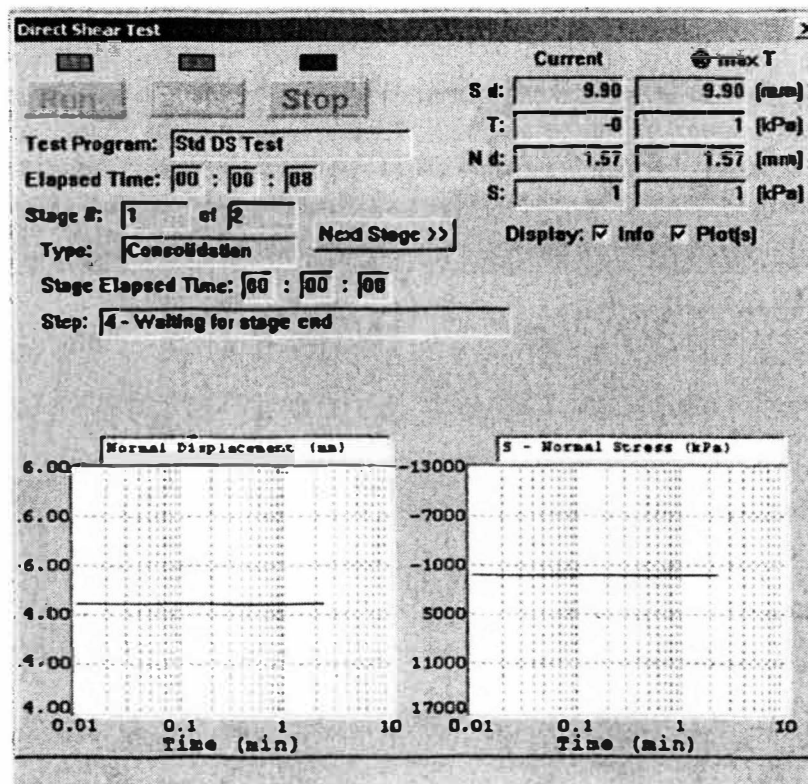 Direct Shear Test
Run
Stop
Current
max T
S d: 9.90 9.90 (mm)
T: -0 1 (kPa)
N d: 1.57 1.57 (mm)
S: 1 1 (kPa)
Test Program: Std DS Test
Elapsed Time: 00 : 00 : 08
Stage #: 1 of 2
Next Stage >>
Type: Consolidation
Display: Info Plot(s)
Stage Elapsed Time: 00 : 00 : 00
Step: 4 - Waiting for stage end
Normal Displacement (mm)
6.00
.6.00
.6.00
.4.00
.4.00
4.00
0.01 0.1 1 10
Time (min)
S - Normal Stress (kPa)
-13000
-7000
-1000
5000
11000
17000
0.01 0.1 1 10
Time (min)